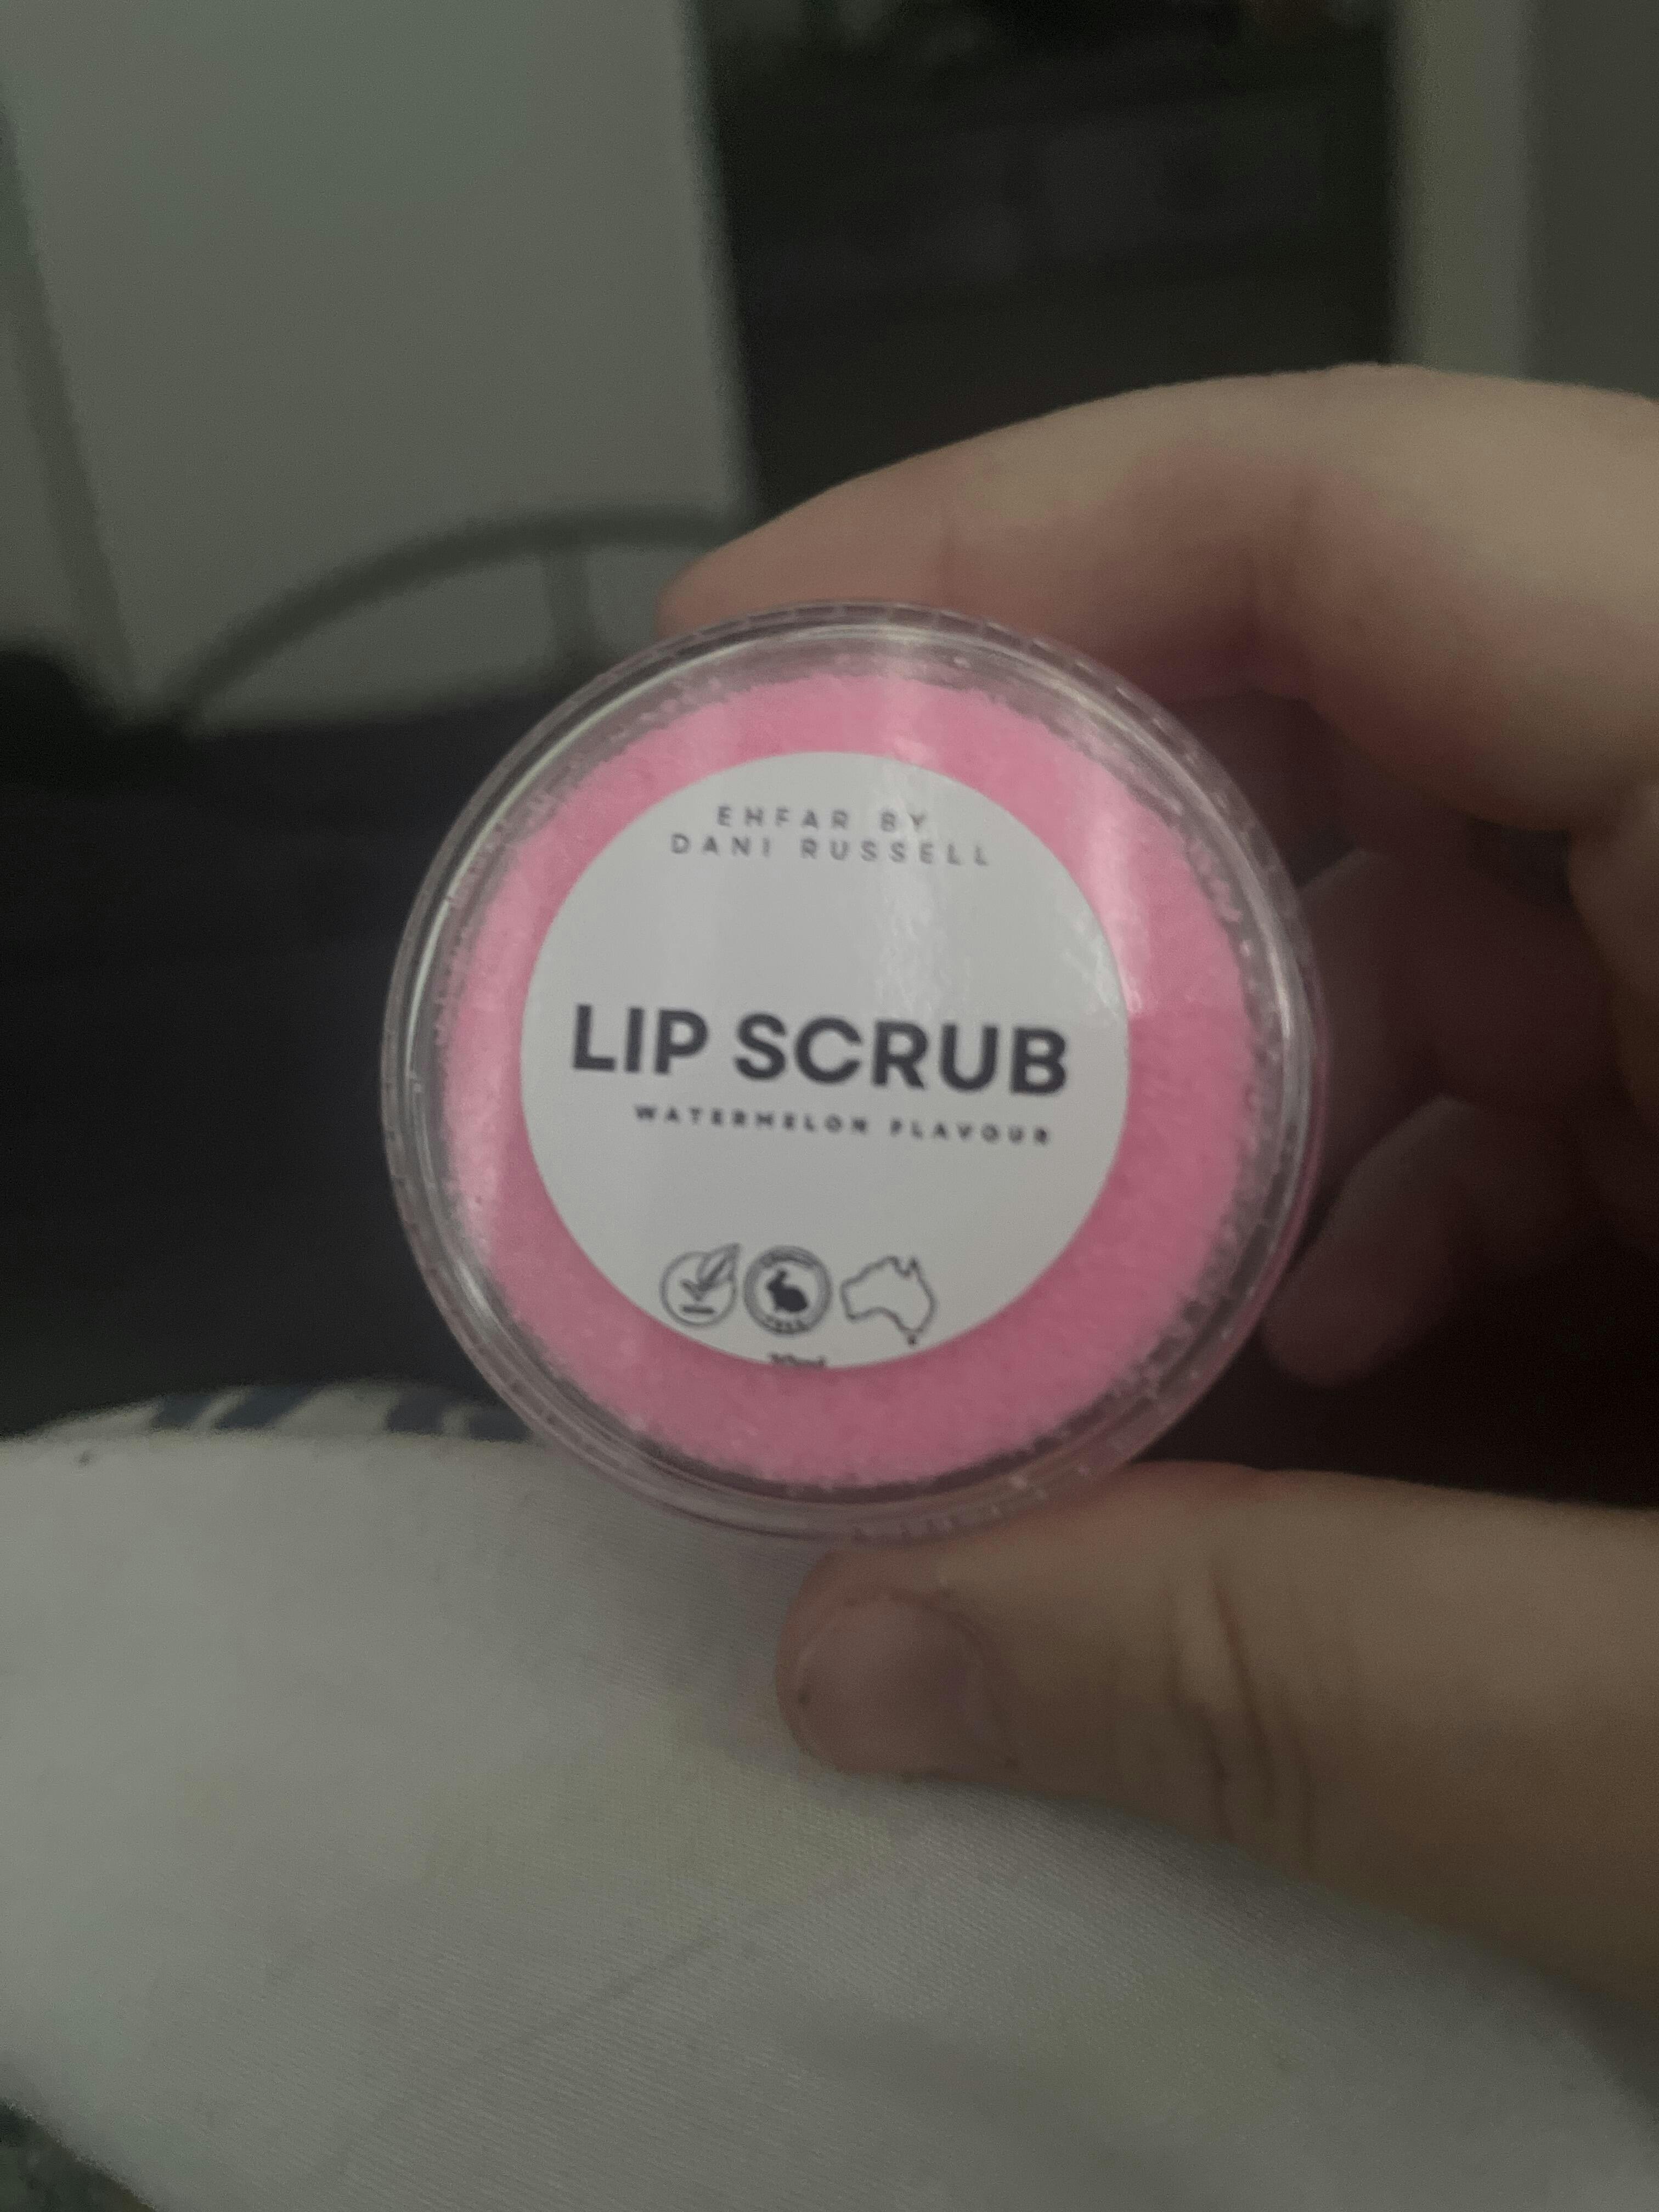 EHFAR BY
DANI RUSSELL
LIP SCRUB
WATERMELON FLAVOUR